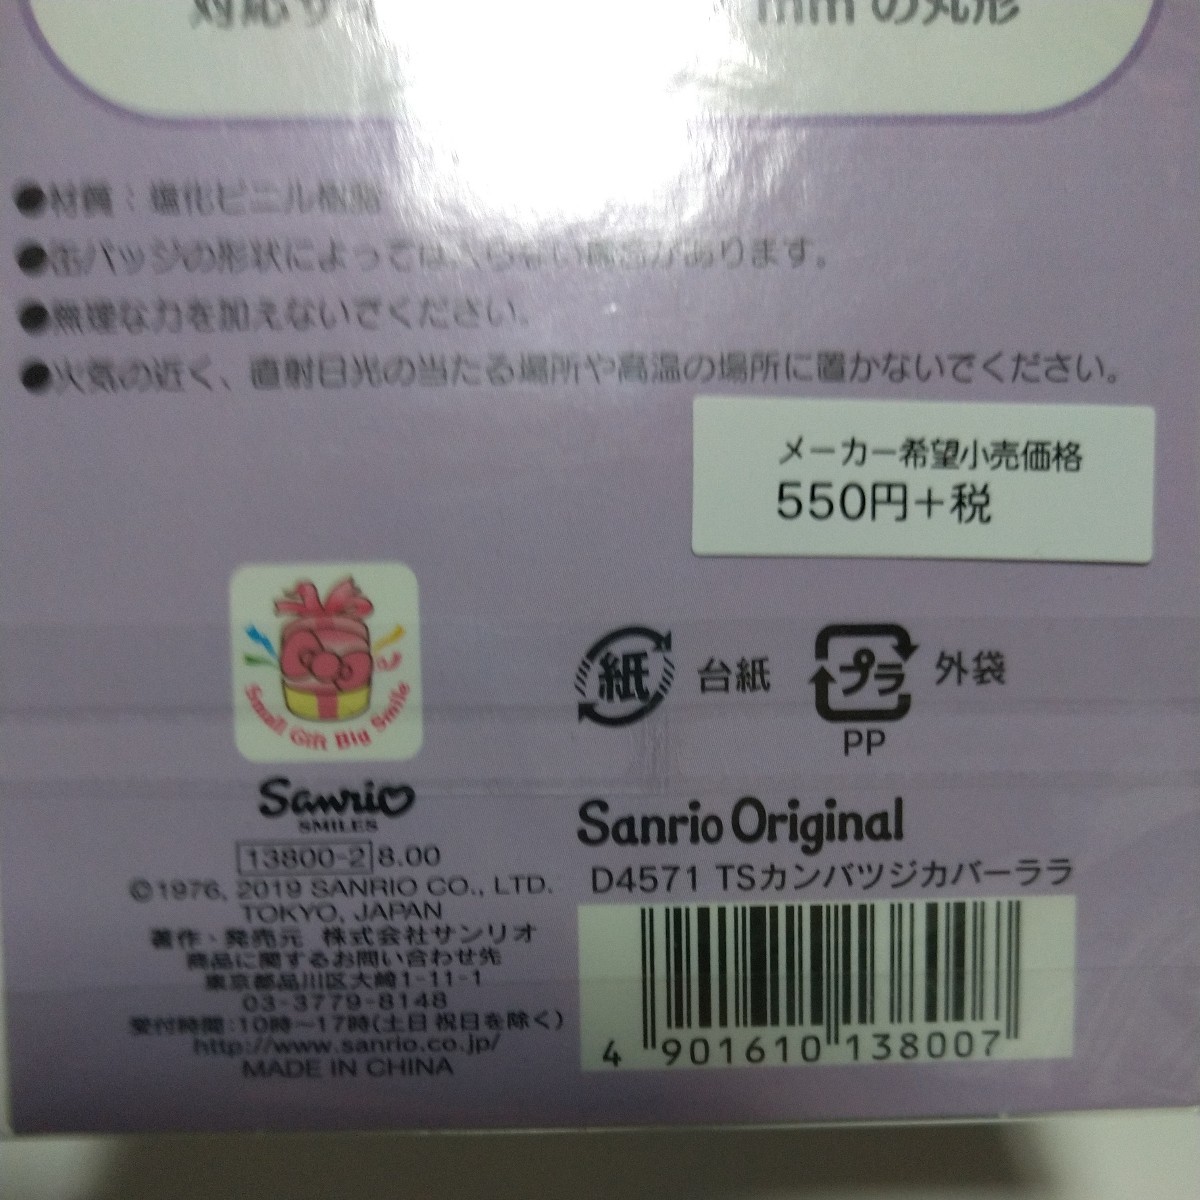 対応サ mm の丸形
●材質：塩化ビニル樹脂
●缶バッジの形状によっては入らない場合があります。
●無理な力を加えないでください。
●火気の近く、直射日光の当たる場所や高温の場所に置かないでください。
メーカー希望小売価格
550円＋税
Small Gift Big Smile
紙 台紙
プラ 外袋
PP
Sanrio
SMILES
13800-2 8.00
©1976, 2019 SANRIO CO., LTD.
TOKYO, JAPAN
著作・発売元 株式会社サンリオ
商品に関するお問い合わせ先
東京都品川区大崎1-11-1
03-3779-8148
受付時間：10時～17時(土日祝日を除く)
http://www.sanrio.co.jp/
MADE IN CHINA
Sanrio Original
D4571 TSカンバツジカバーララ
4 901610 138007